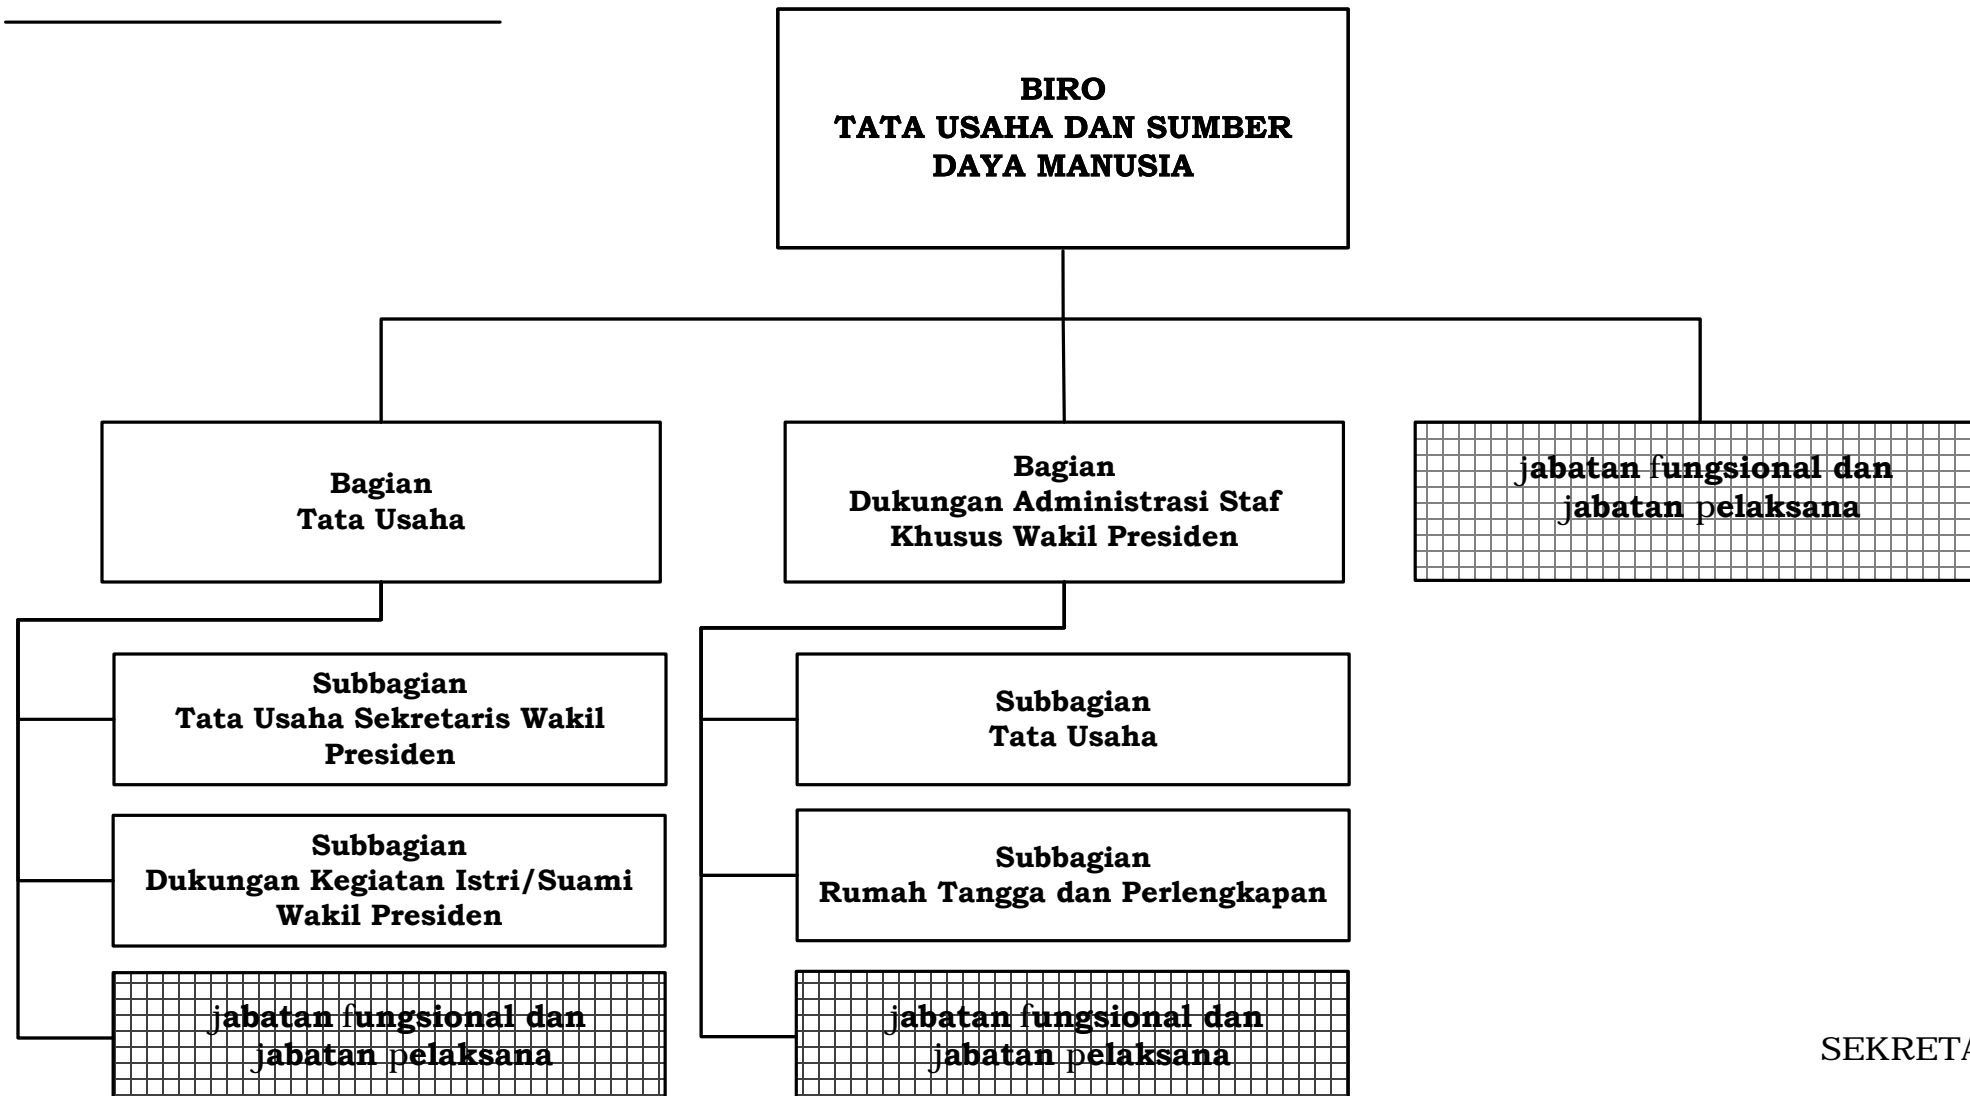 BIRO
TATA USAHA DAN SUMBER
DAYA MANUSIA
Bagian
Tata Usaha
Bagian
Dukungan Administrasi Staf
Khusus Wakil Presiden
jabatan fungsional dan
jabatan pelaksana
Subbagian
Tata Usaha Sekretaris Wakil
Presiden
Subbagian
Dukungan Kegiatan Istri/Suami
Wakil Presiden
jabatan fungsional dan
jabatan pelaksana
Subbagian
Tata Usaha
Subbagian
Rumah Tangga dan Perlengkapan
jabatan fungsional dan
jabatan pelaksana